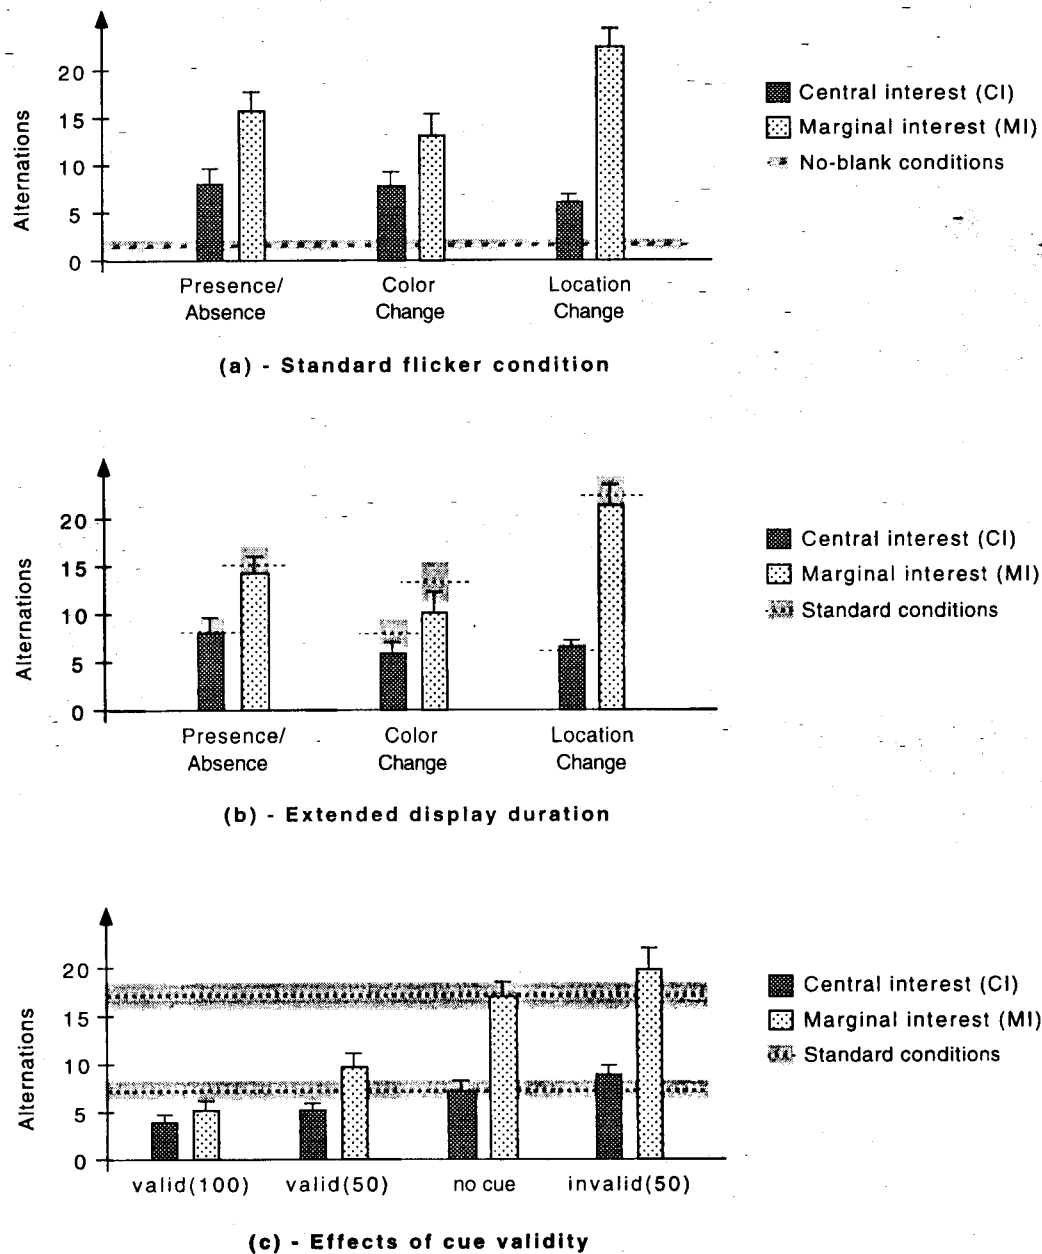 Alternations
20
15
10
5
0
Presence/
Absence
Color
Change
Location
Change
Central interest (CI)
Marginal interest (MI)
No-blank conditions
(a) - Standard flicker condition
Alternations
20
15
10
5
0
Presence/
Absence
Color
Change
Location
Change
Central interest (CI)
Marginal interest (MI)
Standard conditions
(b) - Extended display duration
Alternations
20
15
10
5
0
valid(100)
valid(50)
no cue
invalid(50)
Central interest (CI)
Marginal interest (MI)
Standard conditions
(c) - Effects of cue validity